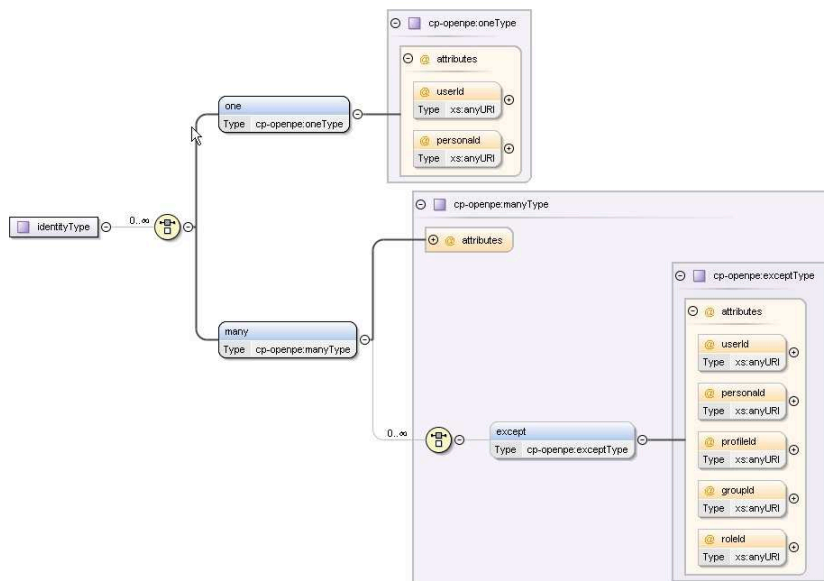 cp-openpe:oneType
@ attributes
@ userId
Type xs:anyURI
@ personaId
Type xs:anyURI
one
Type cp-openpe:oneType
identityType
0..∞
cp-openpe:manyType
@ attributes
many
Type cp-openpe:manyType
0..∞
except
Type cp-openpe:exceptType
cp-openpe:exceptType
@ attributes
@ userId
Type xs:anyURI
@ personaId
Type xs:anyURI
@ profileId
Type xs:anyURI
@ groupId
Type xs:anyURI
@ roleId
Type xs:anyURI